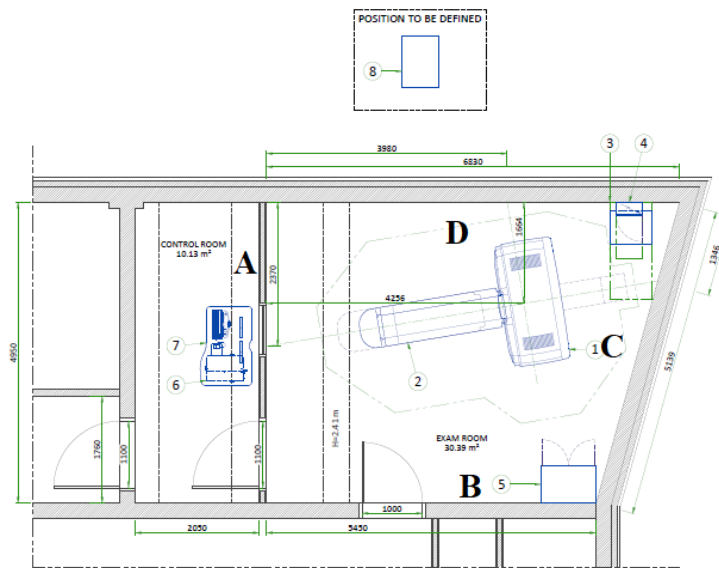 POSITION TO BE DEFINED
8
3980
6830
3
4
CONTROL ROOM
10.13 m²
A
D
1664
2370
4256
1346
4950
7
6
1
C
2
5139
H=2.41 m
1760
1100
1100
EXAM ROOM
30.39 m²
B
5
2050
5450
1000